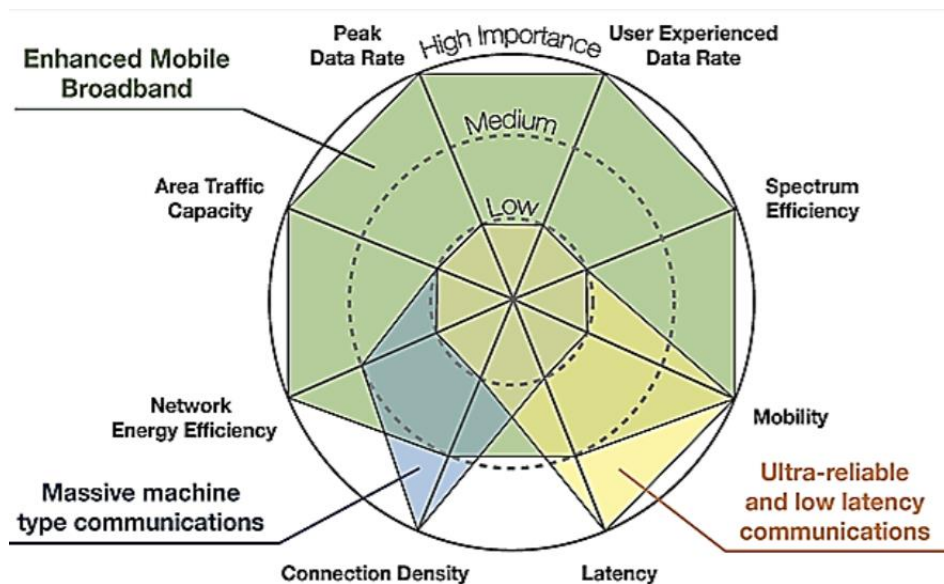 Peak
Data Rate
High Importance
User Experienced
Data Rate
Enhanced Mobile
Broadband
Medium
Area Traffic
Capacity
Low
Spectrum
Efficiency
Network
Energy Efficiency
Mobility
Massive machine
type communications
Ultra-reliable
and low latency
communications
Connection Density
Latency